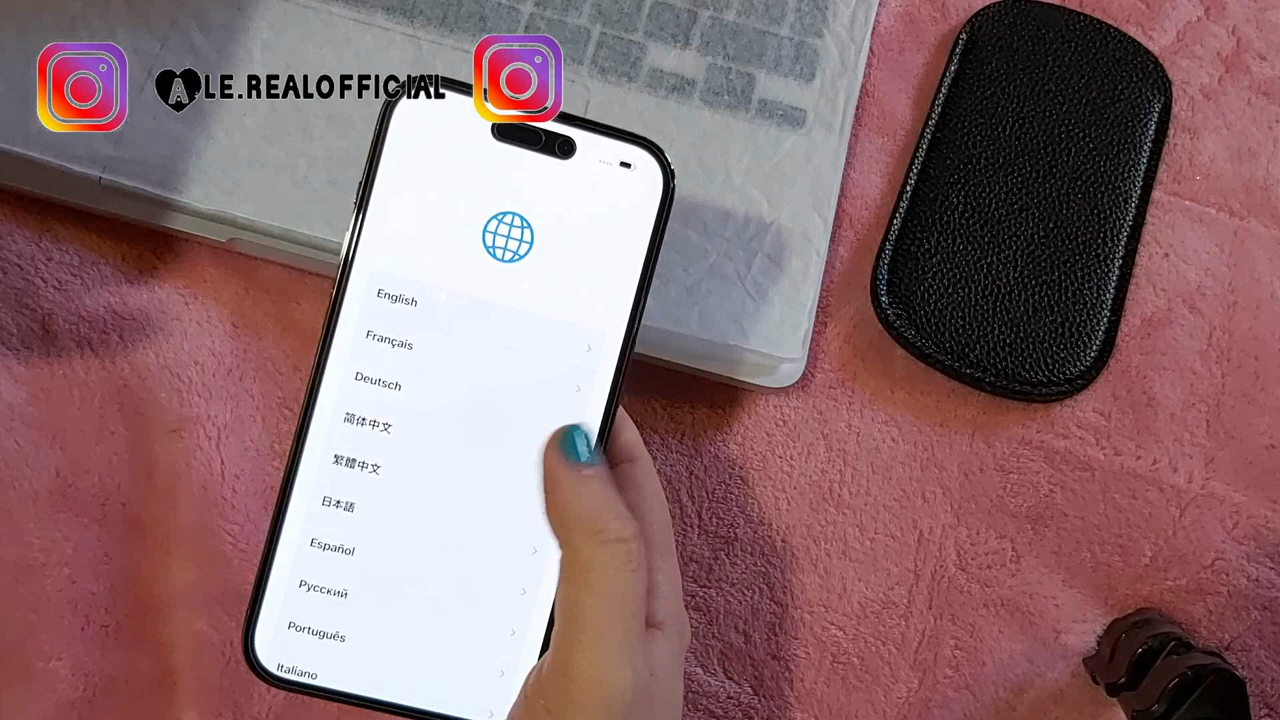 ALE.REALOFFICIAL
English
Français
Deutsch
简体中文
繁體中文
日本語
Español
Русский
Português
Italiano